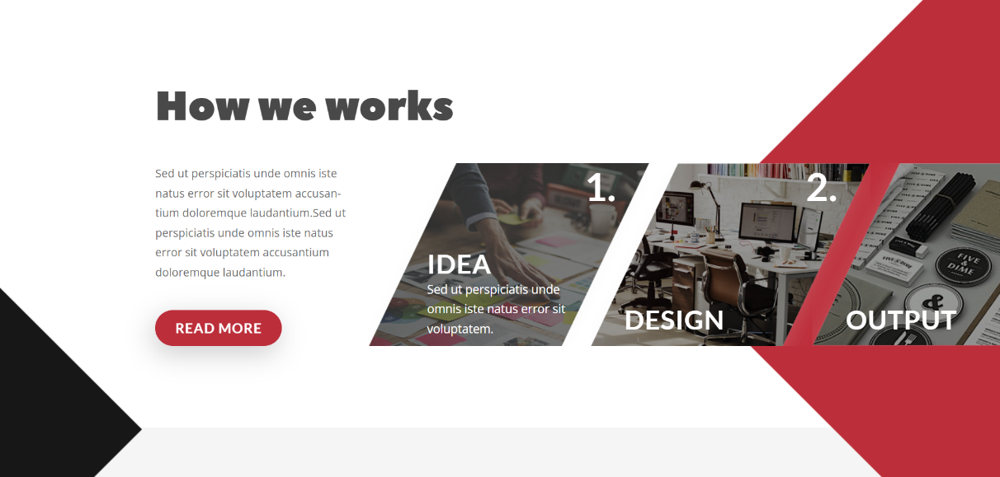 How we works
Sed ut perspiciatis unde omnis iste
natus error sit voluptatem accusan-
tium doloremque laudantium.Sed ut
perspiciatis unde omnis iste natus
error sit voluptatem accusantium
doloremque laudantium.
READ MORE
1.
IDEA
Sed ut perspiciatis unde
omnis iste natus error sit
voluptatem.
2.
DESIGN
OUTPUT
FIVE
&
DIME
&